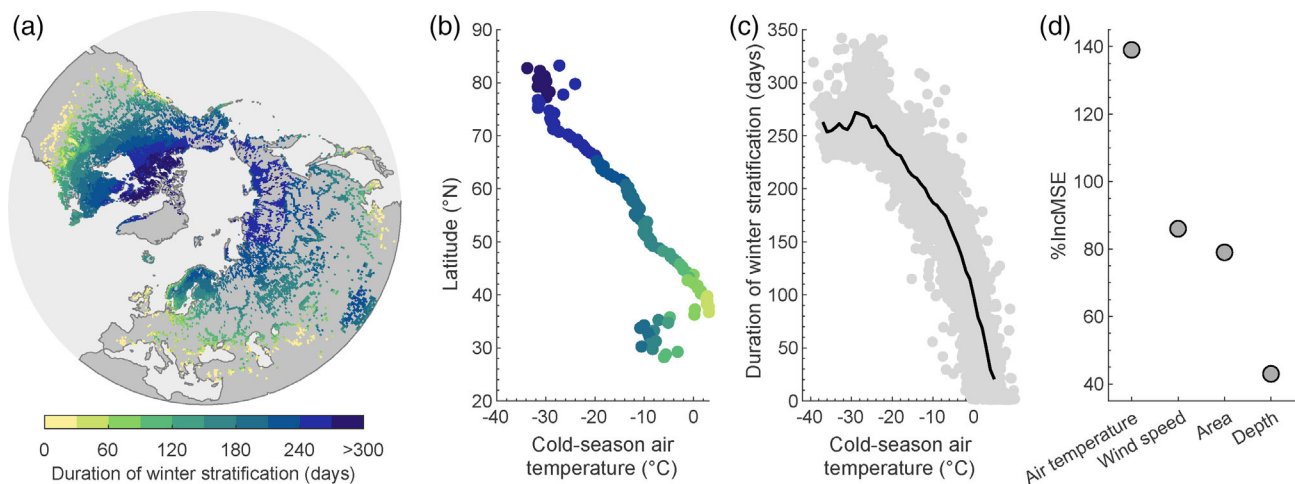 (a)
0 60 120 180 240 >300
Duration of winter stratification (days)
(b)
90
80
70
60
50
40
30
20
Latitude (°N)
-40 -30 -20 -10 0
Cold-season air
temperature (°C)
(c)
350
300
250
200
150
100
50
0
Duration of winter stratification (days)
-40 -30 -20 -10 0
Cold-season air
temperature (°C)
(d)
140
120
100
80
60
40
%IncMSE
Air temperature
Wind speed
Area
Depth